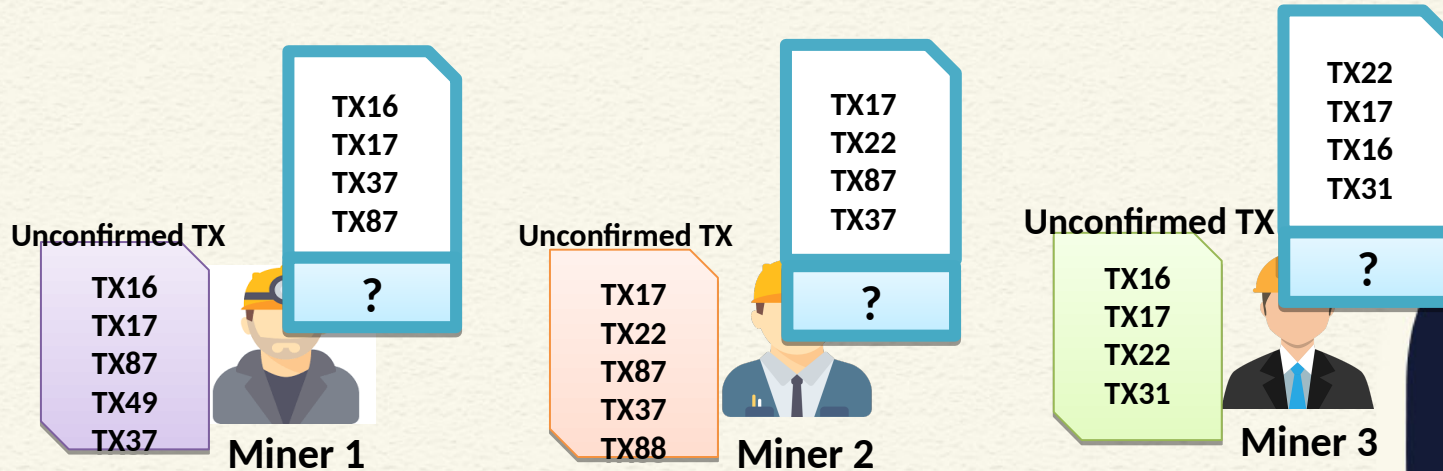 TX16
TX17
TX37
TX87
?
Unconfirmed TX
TX16
TX17
TX87
TX49
TX37
Miner 1
TX17
TX22
TX87
TX37
?
Unconfirmed TX
TX17
TX22
TX87
TX37
TX88
Miner 2
TX22
TX17
TX16
TX31
?
Unconfirmed TX
TX16
TX17
TX22
TX31
Miner 3